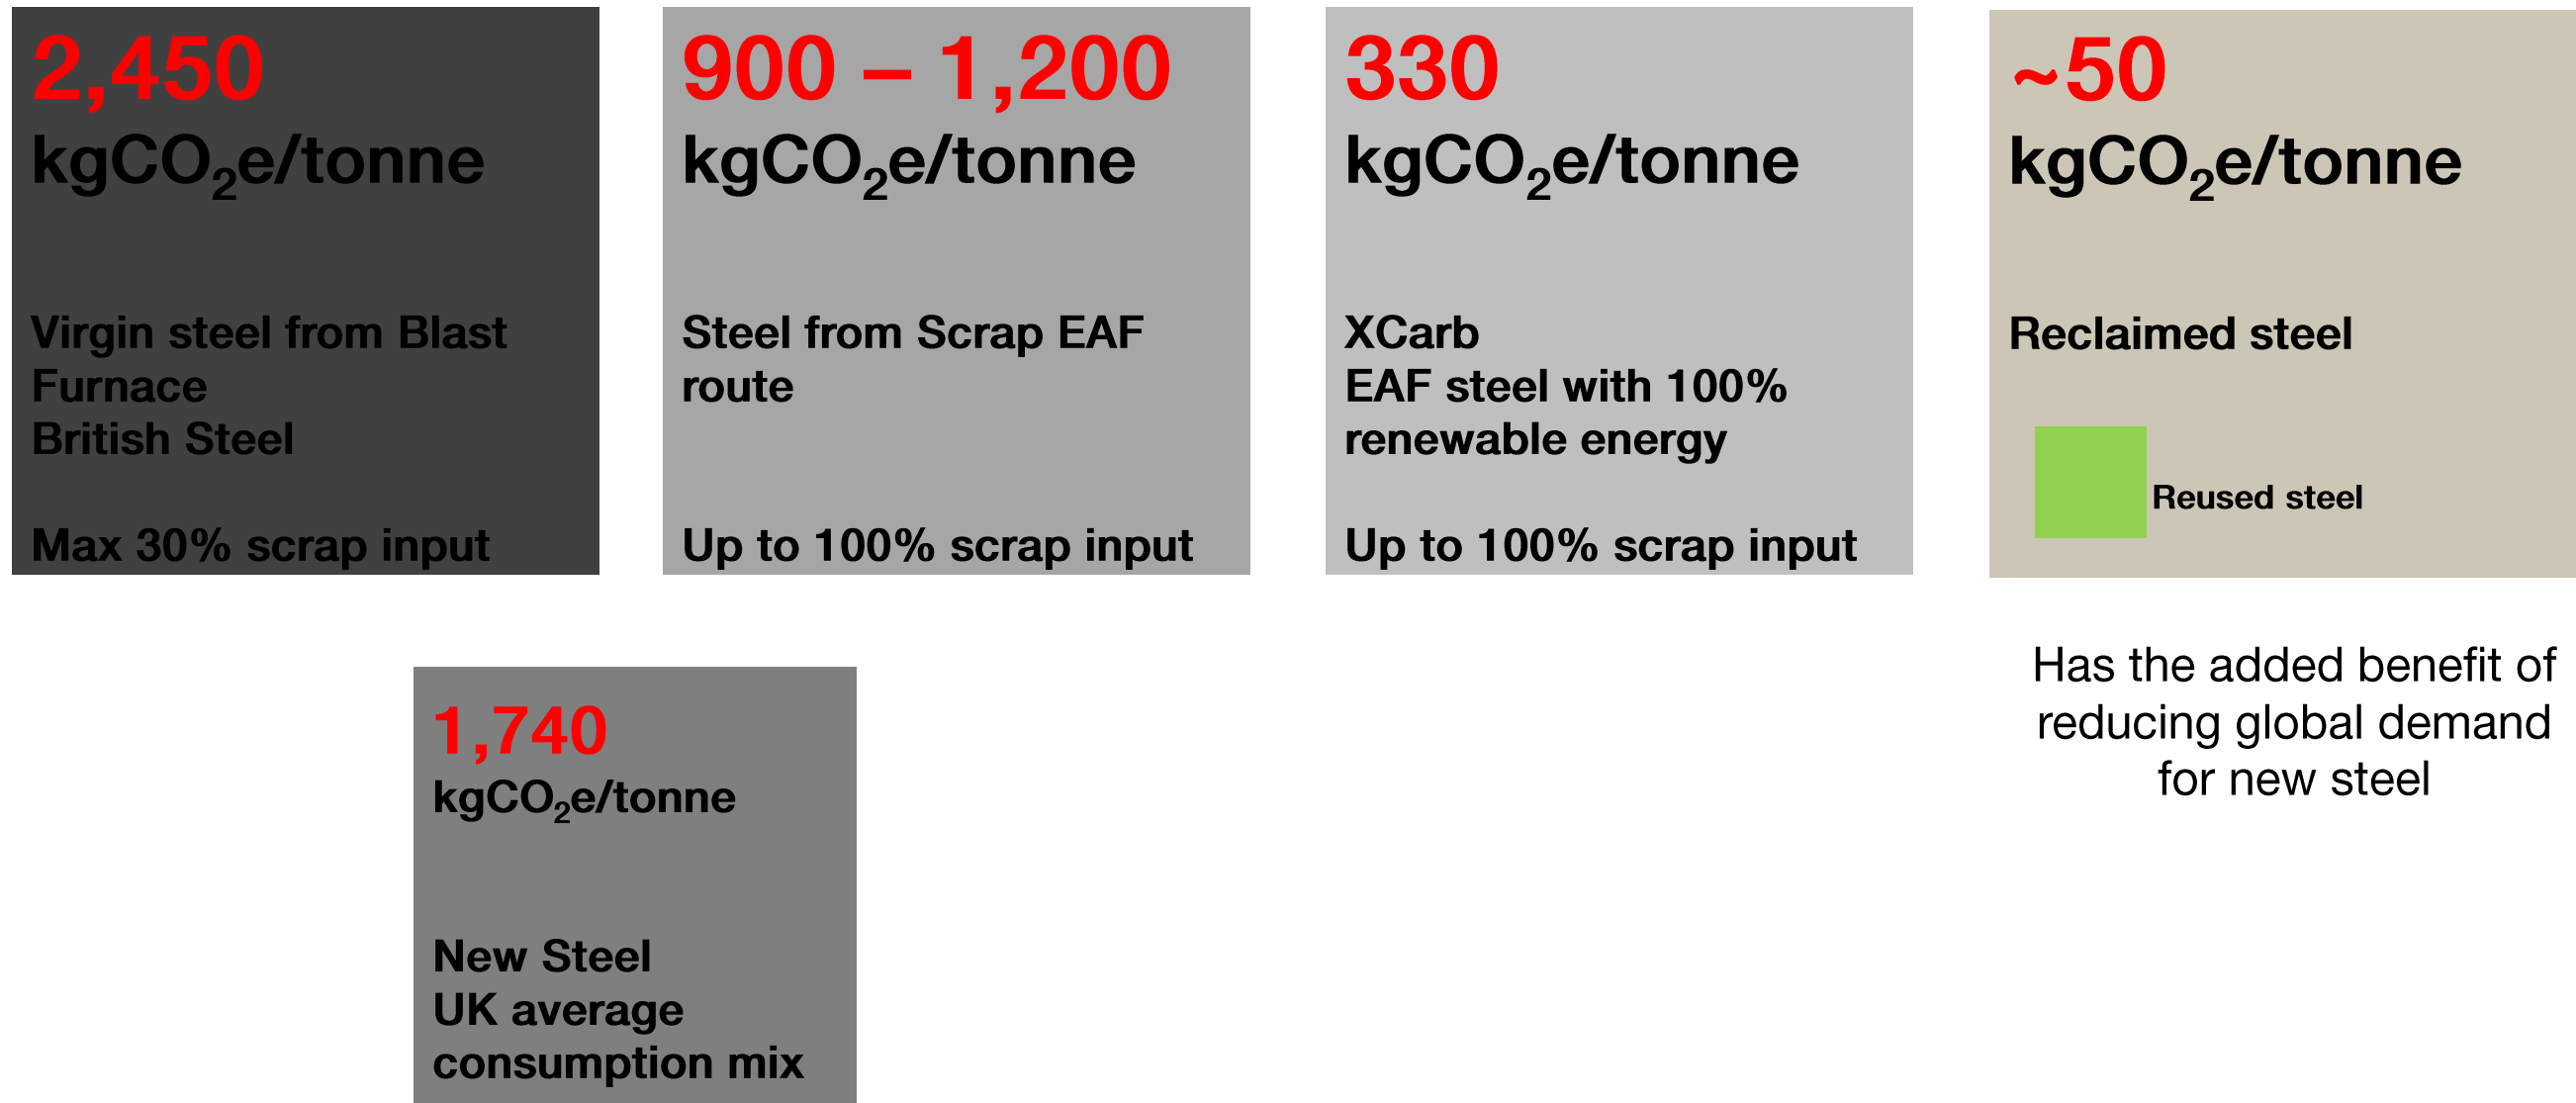 2,450
kgCO₂e/tonne
Virgin steel from Blast
Furnace
British Steel
Max 30% scrap input
900 – 1,200
kgCO₂e/tonne
Steel from Scrap EAF
route
Up to 100% scrap input
330
kgCO₂e/tonne
XCarb
EAF steel with 100%
renewable energy
Up to 100% scrap input
~50
kgCO₂e/tonne
Reclaimed steel
Reused steel
Has the added benefit of
reducing global demand
for new steel
1,740
kgCO₂e/tonne
New Steel
UK average
consumption mix